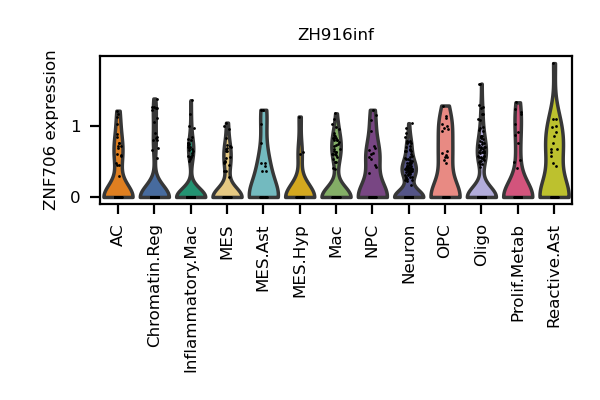 ZH916inf
ZNF706 expression
1
0
AC
Chromatin.Reg
Inflammatory.Mac
MES
MES.Ast
MES.Hyp
Mac
NPC
Neuron
OPC
Oligo
Prolif.Metab
Reactive.Ast